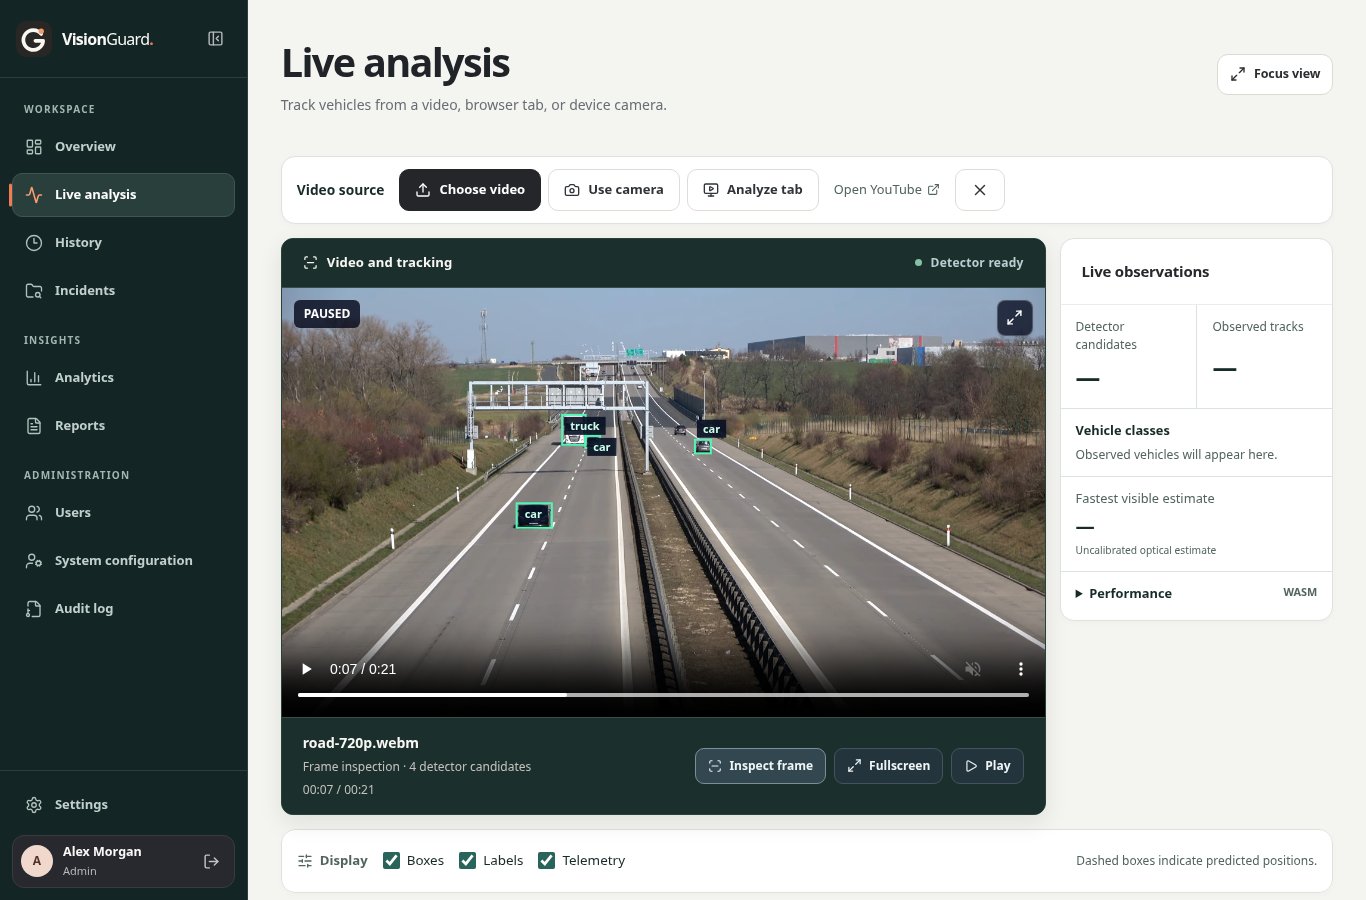 VisionGuard.
WORKSPACE
Overview
Live analysis
History
Incidents
INSIGHTS
Analytics
Reports
ADMINISTRATION
Users
System configuration
Audit log
Settings
A
Alex Morgan
Admin
Live analysis
Track vehicles from a video, browser tab, or device camera.
Focus view
Video source
Choose video
Use camera
Analyze tab
Open YouTube
Video and tracking
Detector ready
PAUSED
truck
car
car
car
0:07 / 0:21
road-720p.webm
Frame inspection · 4 detector candidates
00:07 / 00:21
Inspect frame
Fullscreen
Play
Live observations
Detector
candidates
—
Observed tracks
—
Vehicle classes
Observed vehicles will appear here.
Fastest visible estimate
—
Uncalibrated optical estimate
Performance
WASM
Display
Boxes
Labels
Telemetry
Dashed boxes indicate predicted positions.